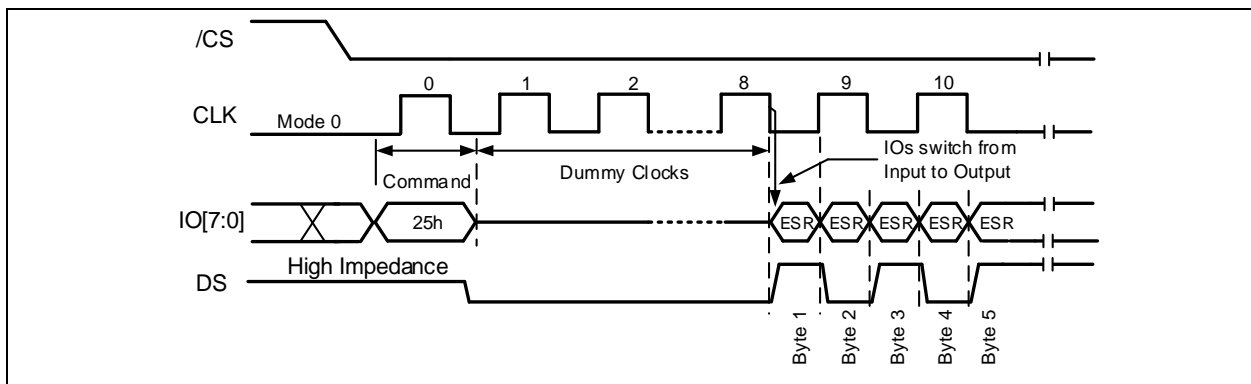 /CS
0 1 2 8 9 10
CLK
Mode 0
IOs switch from
Input to Output
Command
Dummy Clocks
IO[7:0]
25h
ESR ESR ESR ESR ESR
High Impedance
DS
Byte 1
Byte 2
Byte 3
Byte 4
Byte 5